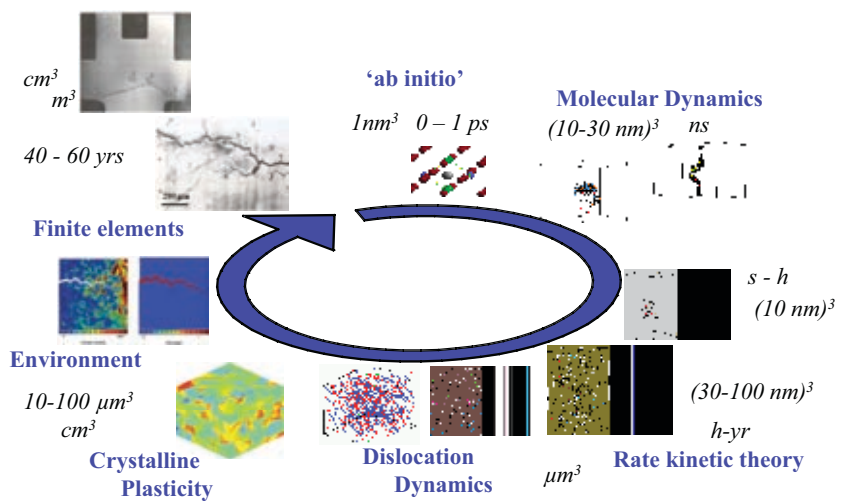 cm³
m³
40 - 60 yrs
Finite elements
'ab initio'
1nm³ 0 – 1 ps
Molecular Dynamics
(10-30 nm)³ ns
s - h
(10 nm)³
(30-100 nm)³
h-yr
Rate kinetic theory
µm³
Dislocation
Dynamics
Crystalline
Plasticity
Environment
10-100 µm³
cm³